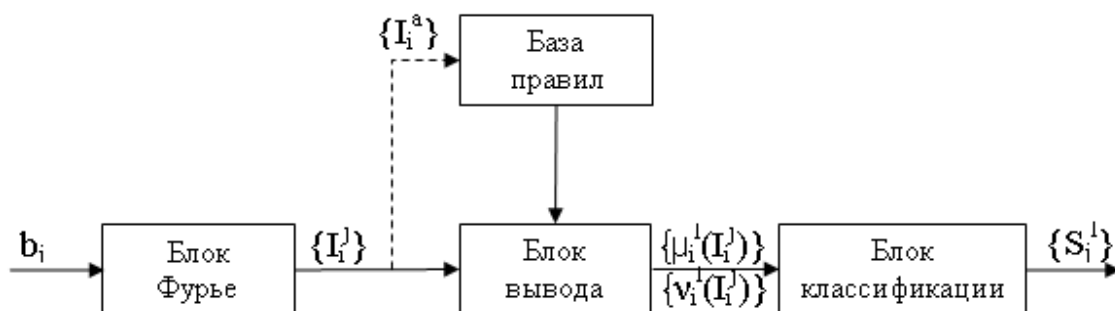 {I_i^a}
База
правил
b_i
Блок
Фурье
{I_i^J}
Блок
вывода
{μ_i^l(I_i^J)}
{ν_i^l(I_i^J)}
Блок
классификации
{S_i^l}